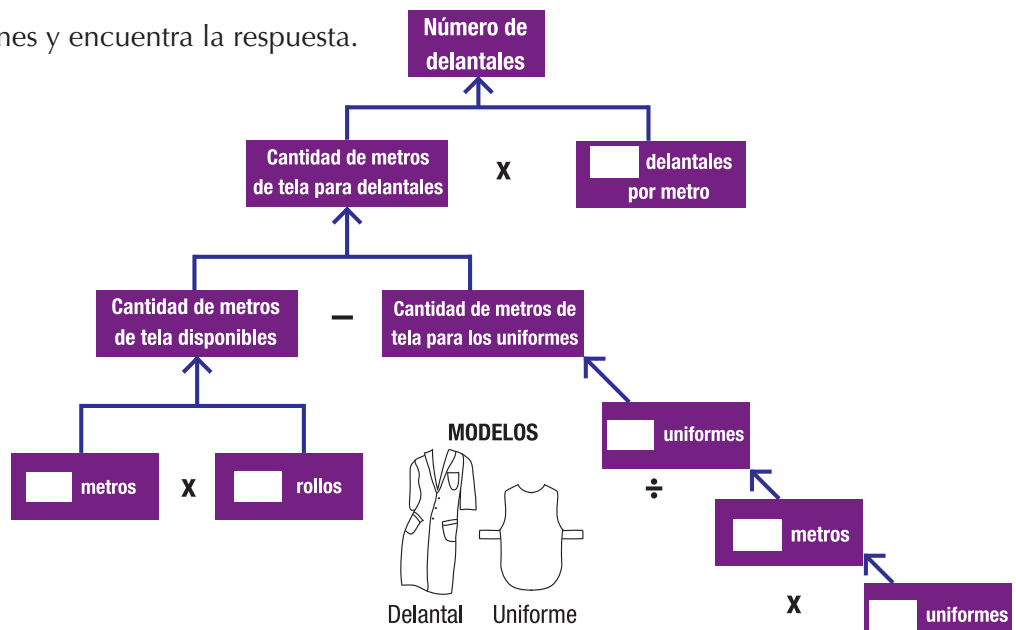 nes y encuentra la respuesta.
Número de
delantales
Cantidad de metros
de tela para delantales
x
delantales
por metro
Cantidad de metros
de tela disponibles
–
Cantidad de metros de
tela para los uniformes
metros
x
rollos
MODELOS
Delantal
Uniforme
uniformes
÷
metros
x
uniformes